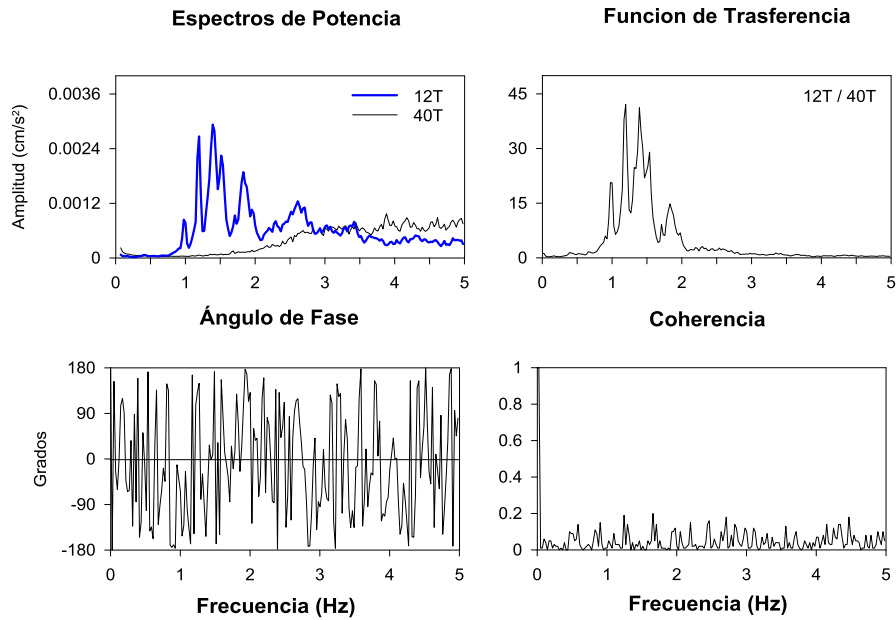 Espectros de Potencia
Funcion de Trasferencia
Amplitud (cm/s²)
0.0036
0.0024
0.0012
0
12T
40T
0 1 2 3 4 5
45
30
15
0
12T / 40T
0 1 2 3 4 5
Ángulo de Fase
Coherencia
Grados
180
90
0
-90
-180
0 1 2 3 4 5
Frecuencia (Hz)
1
0.8
0.6
0.4
0.2
0
0 1 2 3 4 5
Frecuencia (Hz)